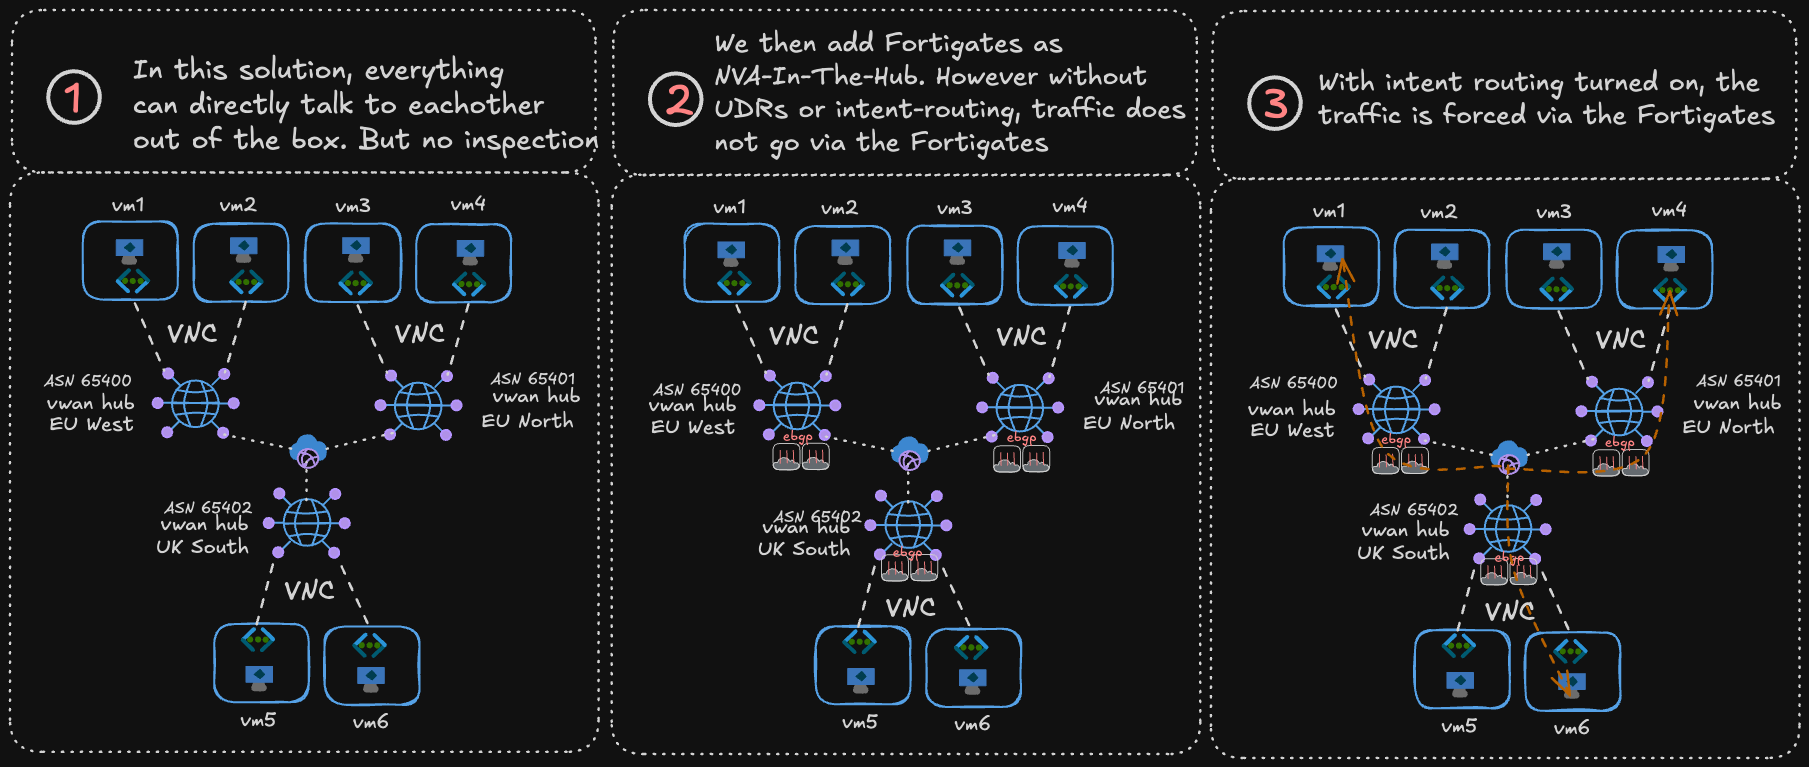 1
In this solution, everything
can directly talk to eachother
out of the box. But no inspection
vm1
vm2
vm3
vm4
VNC
VNC
ASN 65400
vwan hub
EU West
ASN 65401
vwan hub
EU North
ASN 65402
vwan hub
UK South
VNC
vm5
vm6
2
We then add Fortigates as
NVA-In-The-Hub. However without
UDRs or intent-routing, traffic does
not go via the Fortigates
vm1
vm2
vm3
vm4
VNC
VNC
ASN 65400
vwan hub
EU West
ebgp
ASN 65401
vwan hub
EU North
ebgp
ASN 65402
vwan hub
UK South
ebgp
VNC
vm5
vm6
3
With intent routing turned on, the
traffic is forced via the Fortigates
vm1
vm2
vm3
vm4
VNC
VNC
ASN 65400
vwan hub
EU West
ebgp
ASN 65401
vwan hub
EU North
ebgp
ASN 65402
vwan hub
UK South
ebgp
VNC
vm5
vm6